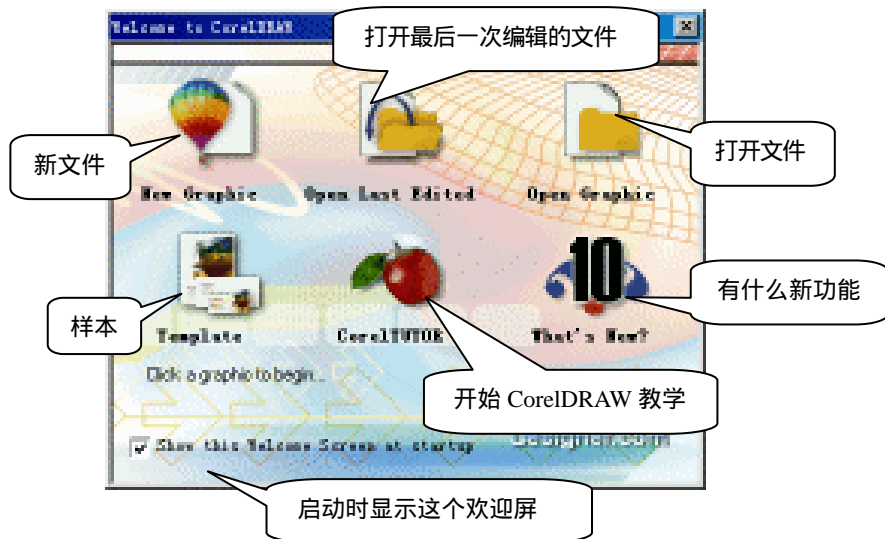 Welcome to CorelDRAW
打开最后一次编辑的文件
新文件
打开文件
New Graphic
Open Last Edited
Open Graphic
样本
有什么新功能
10
Template
CorelTUTOR
What's New?
Click a graphic to begin...
开始 CorelDRAW 教学
Show this Welcome Screen at startup
启动时显示这个欢迎屏